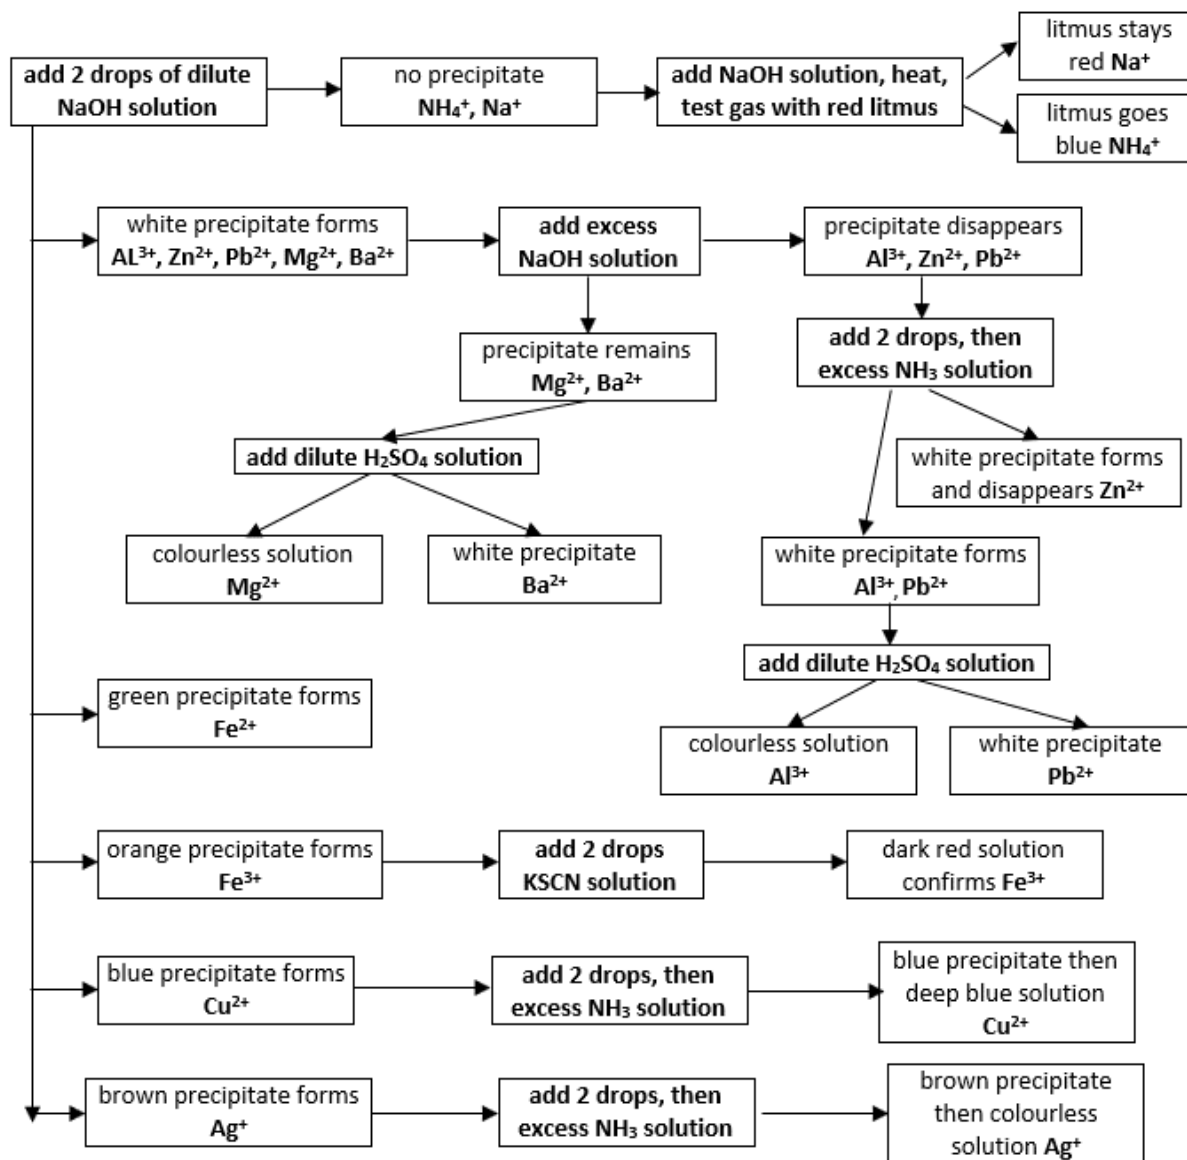 add 2 drops of dilute
NaOH solution
no precipitate
NH₄⁺, Na⁺
add NaOH solution, heat,
test gas with red litmus
litmus stays
red Na⁺
litmus goes
blue NH₄⁺
white precipitate forms
AL³⁺, Zn²⁺, Pb²⁺, Mg²⁺, Ba²⁺
add excess
NaOH solution
precipitate disappears
Al³⁺, Zn²⁺, Pb²⁺
precipitate remains
Mg²⁺, Ba²⁺
add 2 drops, then
excess NH₃ solution
add dilute H₂SO₄ solution
white precipitate forms
and disappears Zn²⁺
colourless solution
Mg²⁺
white precipitate
Ba²⁺
white precipitate forms
Al³⁺, Pb²⁺
add dilute H₂SO₄ solution
green precipitate forms
Fe²⁺
colourless solution
Al³⁺
white precipitate
Pb²⁺
orange precipitate forms
Fe³⁺
add 2 drops
KSCN solution
dark red solution
confirms Fe³⁺
blue precipitate forms
Cu²⁺
add 2 drops, then
excess NH₃ solution
blue precipitate then
deep blue solution
Cu²⁺
brown precipitate forms
Ag⁺
add 2 drops, then
excess NH₃ solution
brown precipitate
then colourless
solution Ag⁺